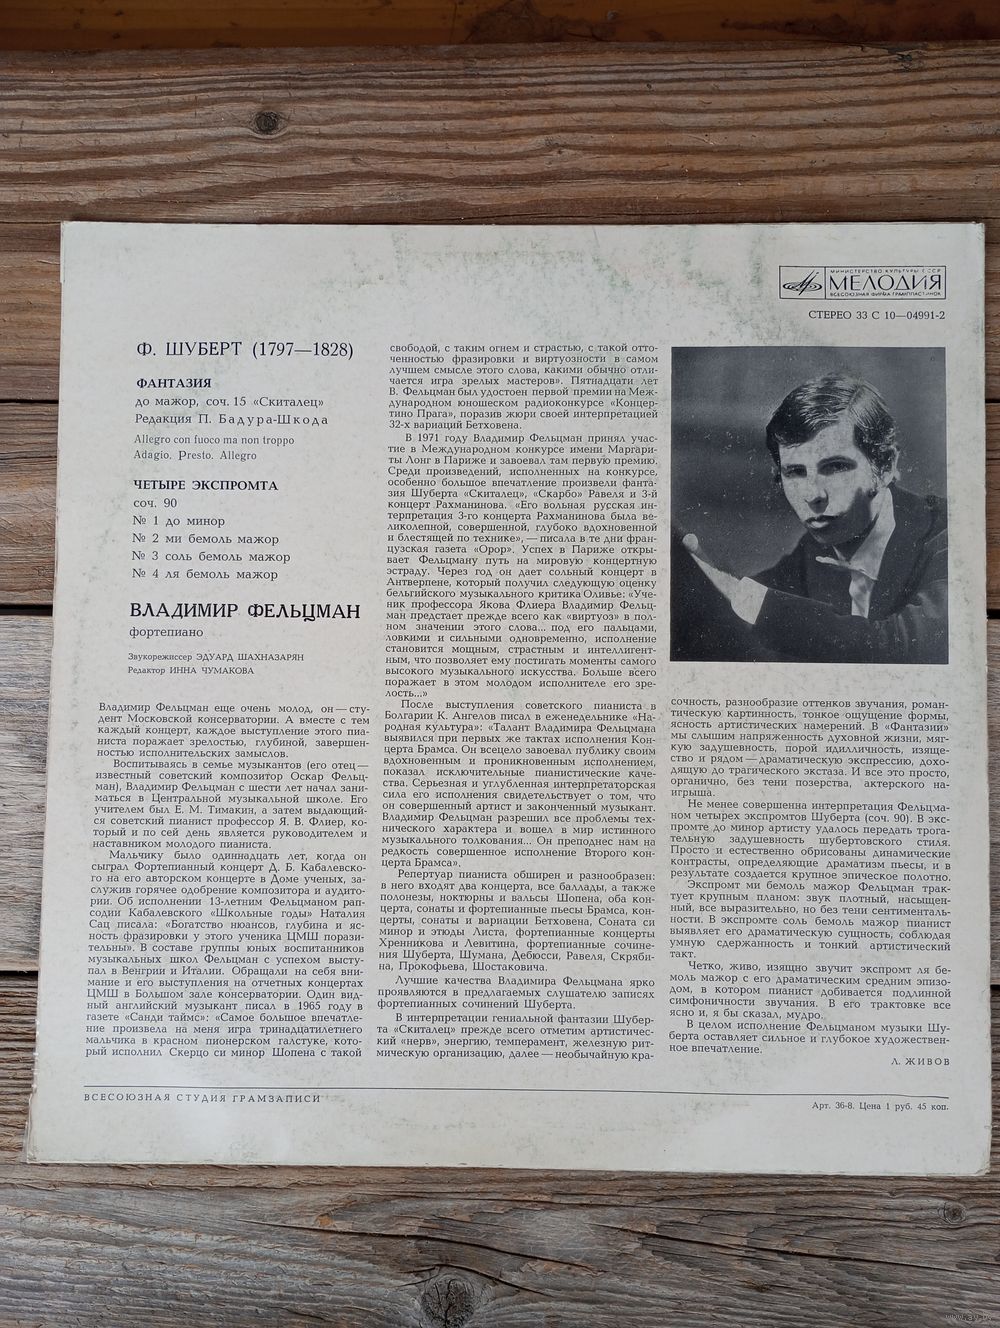 МИНИСТЕРСТВО КУЛЬТУРЫ СССР
МЕЛОДИЯ
ВСЕСОЮЗНАЯ ФИРМА ГРАМПЛАСТИНОК
СТЕРЕО 33 С 10—04991-2
Ф. ШУБЕРТ (1797—1828)
ФАНТАЗИЯ
до мажор, соч. 15 «Скиталец»
Редакция П. Бадура-Шкода
Allegro con fuoco ma non troppo
Adagio. Presto. Allegro
ЧЕТЫРЕ ЭКСПРОМТА
соч. 90
№ 1 до минор
№ 2 ми бемоль мажор
№ 3 соль бемоль мажор
№ 4 ля бемоль мажор
ВЛАДИМИР ФЕЛЬЦМАН
фортепиано
Звукорежиссер ЭДУАРД ШАХНАЗАРЯН
Редактор ИННА ЧУМАКОВА
Владимир Фельцман еще очень молод, он — сту-
дент Московской консерватории. А вместе с тем
каждый концерт, каждое выступление этого пиа-
ниста поражает зрелостью, глубиной, завершен-
ностью исполнительских замыслов.
Воспитываясь в семье музыкантов (его отец —
известный советский композитор Оскар Фельц-
ман), Владимир Фельцман с шести лет начал зани-
маться в Центральной музыкальной школе. Его
учителем был Е. М. Тимакин, а затем выдающий-
ся советский пианист профессор Я. В. Флиер, ко-
торый и по сей день является руководителем и
наставником молодого пианиста.
Мальчику было одиннадцать лет, когда он
сыграл Фортепианный концерт Д. Б. Кабалевско-
го на его авторском концерте в Доме ученых, за-
служив горячее одобрение композитора и аудито-
рии. Об исполнении 13-летним Фельцманом рап-
содии Кабалевского «Школьные годы» Наталия
Сац писала: «Богатство нюансов, глубина и яс-
ность фразировки у этого ученика ЦМШ порази-
тельны». В составе группы юных воспитанников
музыкальных школ Фельцман с успехом высту-
пал в Венгрии и Италии. Обращали на себя вни-
мание и его выступления на отчетных концертах
ЦМШ в Большом зале консерватории. Один вид-
ный английский музыкант писал в 1965 году в
газете «Санди таймс»: «Самое большое впечатле-
ние произвела на меня игра тринадцатилетнего
мальчика в красном пионерском галстуке, кото-
рый исполнил Скерцо си минор Шопена с такой
свободой, с таким огнем и страстью, с такой отто-
ченностью фразировки и виртуозности в самом
лучшем смысле этого слова, какими обычно отли-
чается игра зрелых мастеров». Пятнадцати лет
В. Фельцман был удостоен первой премии на Меж-
дународном юношеском радиоконкурсе «Концер-
тино Прага», поразив жюри своей интерпретацией
32-х вариаций Бетховена.
В 1971 году Владимир Фельцман принял учас-
тие в Международном конкурсе имени Маргари-
ты Лонг в Париже и завоевал там первую премию.
Среди произведений, исполненных на конкурсе,
особенно большое впечатление произвели фанта-
зия Шуберта «Скиталец», «Скарбо» Равеля и 3-й
концерт Рахманинова. «Его вольная русская ин-
терпретация 3-го концерта Рахманинова была ве-
ликолепной, совершенной, глубоко вдохновенной
и блестящей по технике», — писала в те дни фран-
цузская газета «Орор». Успех в Париже откры-
вает Фельцману путь на мировую концертную
эстраду. Через год он дает сольный концерт в
Антверпене, который получил следующую оценку
бельгийского музыкального критика Оливье: «Уче-
ник профессора Якова Флиера Владимир Фельц-
ман предстает прежде всего как «виртуоз» в пол-
ном значении этого слова... под его пальцами,
ловкими и сильными одновременно, исполнение
становится мощным, страстным и интеллигент-
ным, что позволяет ему постигать моменты самого
высокого музыкального искусства. Больше всего
поражает в этом молодом исполнителе его зре-
лость...»
После выступления советского пианиста в
Болгарии К. Ангелов писал в еженедельнике «На-
родная культура»: «Талант Владимира Фельцмана
выявился при первых же тактах исполнения Кон-
церта Брамса. Он всецело завоевал публику своим
вдохновенным и проникновенным исполнением,
показал исключительные пианистические каче-
ства. Серьезная и углубленная интерпретаторская
сила его исполнения свидетельствует о том, что
он совершенный артист и законченный музыкант.
Владимир Фельцман разрешил все проблемы тех-
нического характера и вошел в мир истинного
музыкального толкования... Он преподнес нам на
редкость совершенное исполнение Второго кон-
церта Брамса».
Репертуар пианиста обширен и разнообразен:
в него входят два концерта, все баллады, а также
полонезы, ноктюрны и вальсы Шопена, оба кон-
церта, сонаты и фортепианные пьесы Брамса, кон-
церты, сонаты и вариации Бетховена, Соната си
минор и этюды Листа, фортепианные концерты
Хренникова и Левитина, фортепианные сочине-
ния Шуберта, Шумана, Дебюсси, Равеля, Скряби-
на, Прокофьева, Шостаковича.
Лучшие качества Владимира Фельцмана ярко
проявляются в предлагаемых слушателю записях
фортепианных сочинений Шуберта.
В интерпретации гениальной фантазии Шубер-
та «Скиталец» прежде всего отметим артистичес-
кий «нерв», энергию, темперамент, железную рит-
мическую организацию, далее — необычайную кра-
сочность, разнообразие оттенков звучания, роман-
тическую картинность, тонкое ощущение формы,
ясность артистических намерений. В «Фантазии»
мы слышим напряженность духовной жизни, мяг-
кую задушевность, порой идилличность, изяще-
ство и рядом — драматическую экспрессию, дохо-
дящую до трагического экстаза. И все это просто,
органично, без тени позерства, актерского на-
игрыша.
Не менее совершенна интерпретация Фельцма-
ном четырех экспромтов Шуберта (соч. 90). В экс-
промте до минор артисту удалось передать трога-
тельную задушевность шубертовского стиля.
Просто и естественно обрисованы динамические
контрасты, определяющие драматизм пьесы, и в
результате создается крупное эпическое полотно.
Экспромт ми бемоль мажор Фельцман трак-
тует крупным планом: звук плотный, насыщен-
ный, все выразительно, но без тени сентименталь-
ности. В экспромте соль бемоль мажор пианист
выявляет его драматическую сущность, соблюдая
умную сдержанность и тонкий артистический
такт.
Четко, живо, изящно звучит экспромт ля бе-
моль мажор с его драматическим средним эпизо-
дом, в котором пианист добивается подлинной
симфоничности звучания. В его трактовке все
ясно и, я бы сказал, мудро.
В целом исполнение Фельцманом музыки Шу-
берта оставляет сильное и глубокое художествен-
ное впечатление.
Л. ЖИВОВ
ВСЕСОЮЗНАЯ СТУДИЯ ГРАМЗАПИСИ
Арт. 36-8. Цена 1 руб. 45 коп.